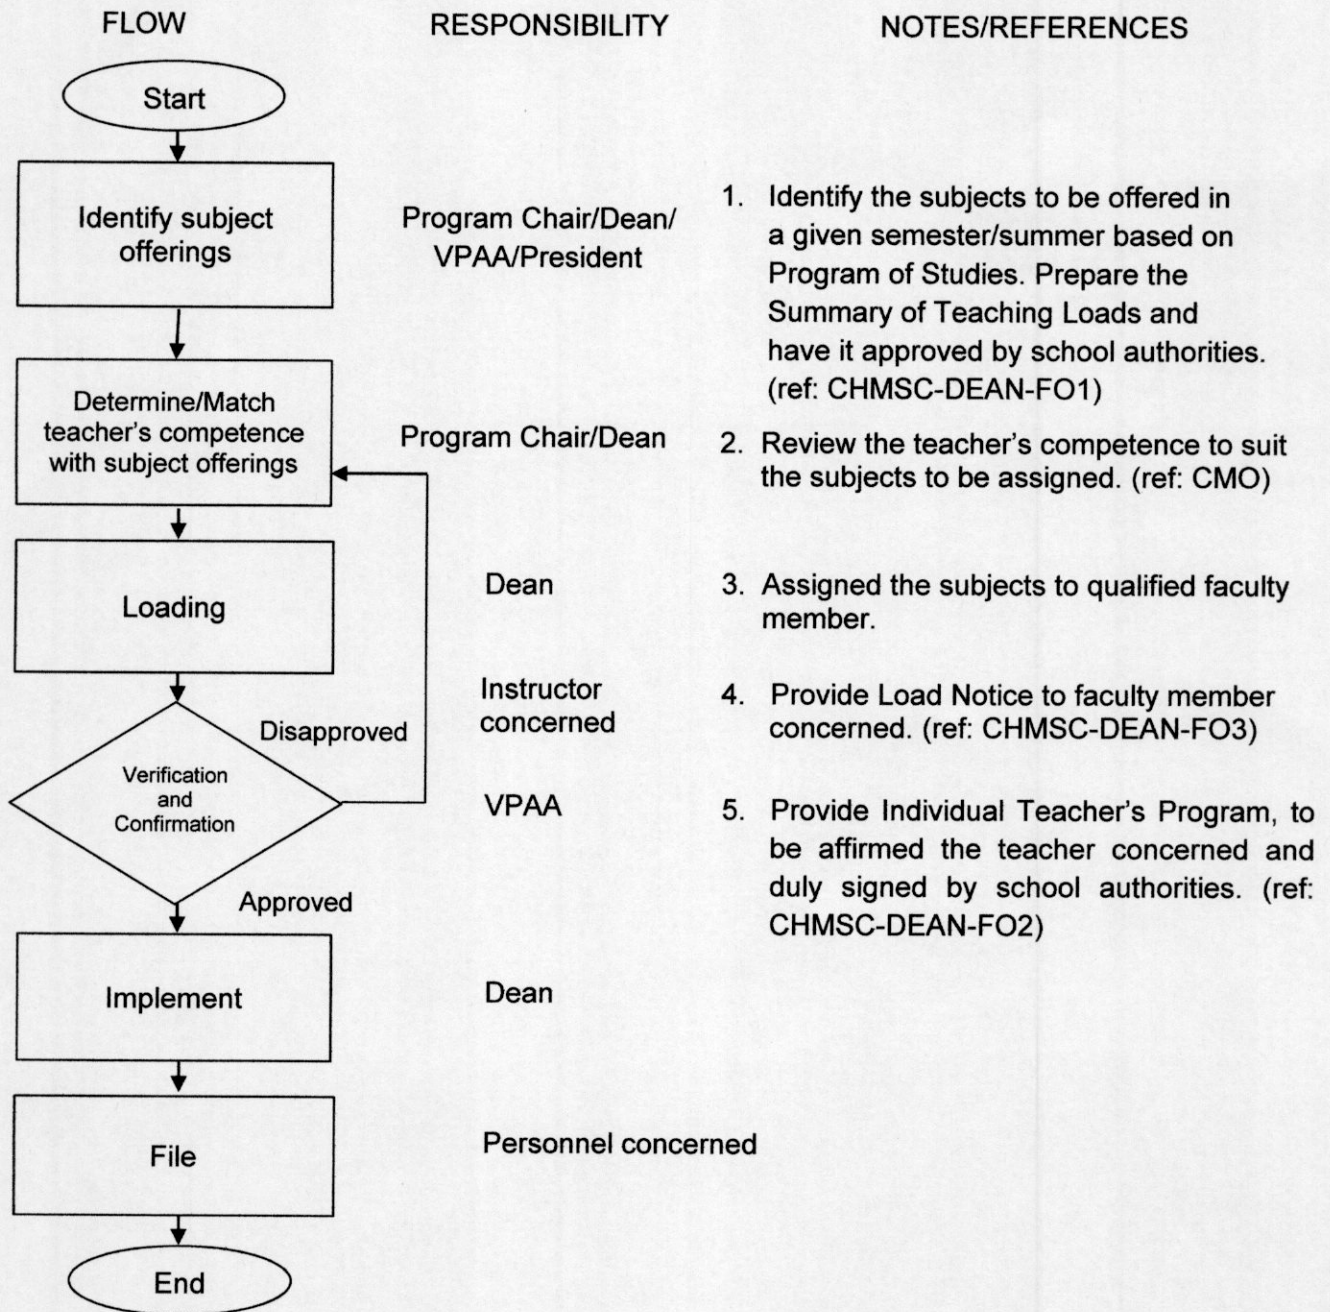 FLOW
RESPONSIBILITY
NOTES/REFERENCES
Start
Identify subject
offerings
Program Chair/Dean/
VPAA/President
1. Identify the subjects to be offered in
a given semester/summer based on
Program of Studies. Prepare the
Summary of Teaching Loads and
have it approved by school authorities.
(ref: CHMSC-DEAN-FO1)
Determine/Match
teacher's competence
with subject offerings
Program Chair/Dean
2. Review the teacher's competence to suit
the subjects to be assigned. (ref: CMO)
Loading
Dean
3. Assigned the subjects to qualified faculty
member.
Instructor
concerned
4. Provide Load Notice to faculty member
concerned. (ref: CHMSC-DEAN-FO3)
Disapproved
Verification
and
Confirmation
VPAA
5. Provide Individual Teacher's Program, to
be affirmed the teacher concerned and
duly signed by school authorities. (ref:
CHMSC-DEAN-FO2)
Approved
Implement
Dean
File
Personnel concerned
End